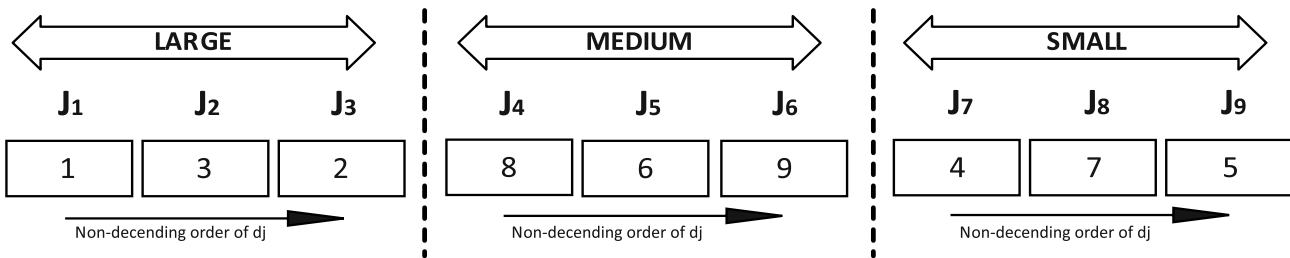 LARGE MEDIUM SMALL
J1 J2 J3 J4 J5 J6 J7 J8 J9
1 3 2 8 6 9 4 7 5
Non-decending order of dj Non-decending order of dj Non-decending order of dj